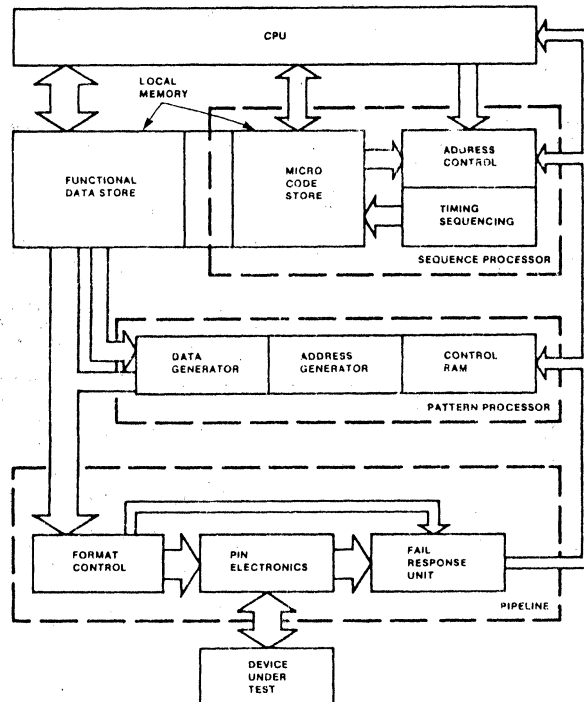 CPU
LOCAL
MEMORY
FUNCTIONAL
DATA STORE
MICRO
CODE
STORE
ADDRESS
CONTROL
TIMING
SEQUENCING
SEQUENCE PROCESSOR
DATA
GENERATOR
ADDRESS
GENERATOR
CONTROL
RAM
PATTERN PROCESSOR
FORMAT
CONTROL
PIN
ELECTRONICS
FAIL
RESPONSE
UNIT
PIPELINE
DEVICE
UNDER
TEST